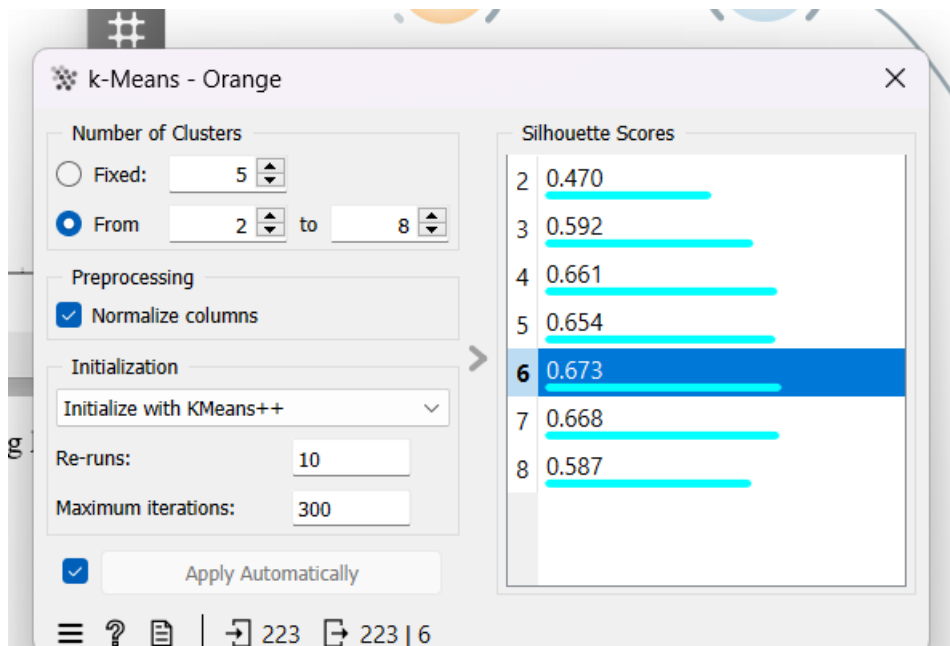 k-Means - Orange
Number of Clusters
Fixed: 5
From 2 to 8
Preprocessing
Normalize columns
Initialization
Initialize with KMeans++
Re-runs: 10
Maximum iterations: 300
Apply Automatically
? 223 223 | 6
Silhouette Scores
2 0.470
3 0.592
4 0.661
5 0.654
6 0.673
7 0.668
8 0.587
g